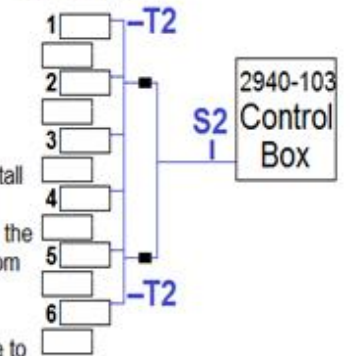 1
–T2
2
2940-103
Control
Box
S2
3
tall
4
the
5
om
–T2
6
e to